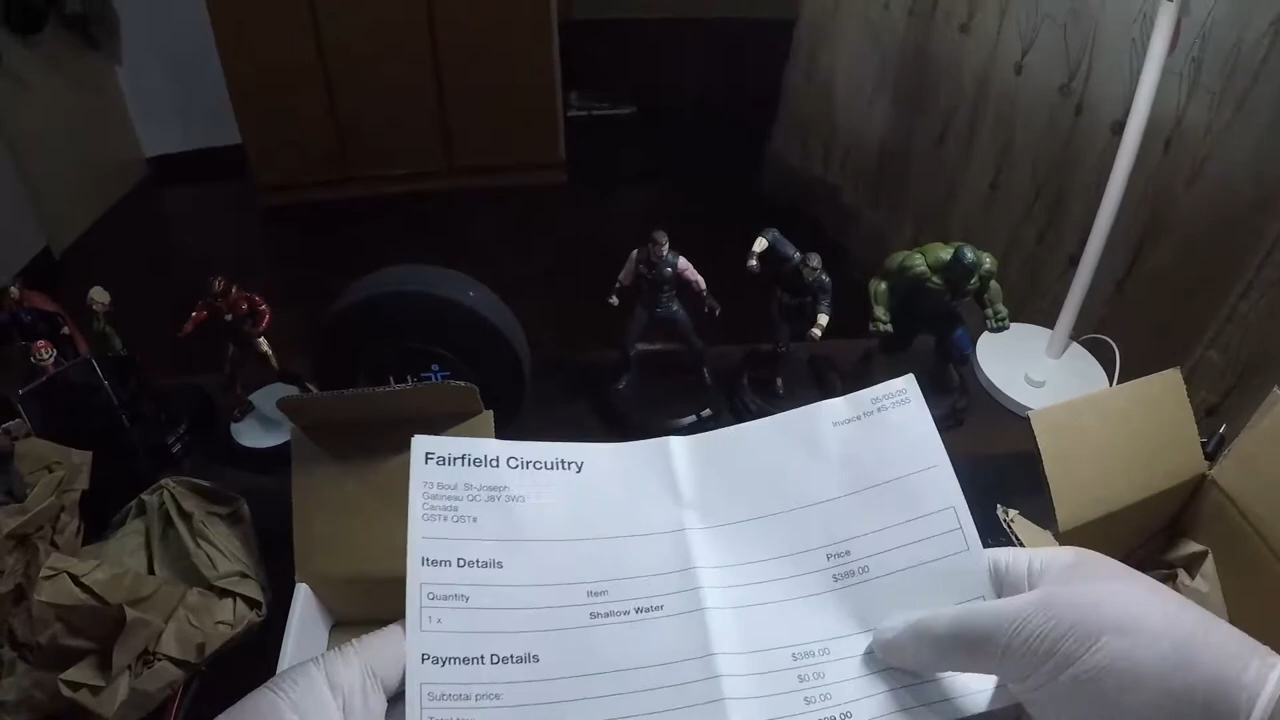 05/03/20
Invoice for #S-2555
Fairfield Circuitry
73 Boul. St-Joseph
Gatineau QC J8Y 3W3
Canada
GST# QST#
Item Details
Quantity Item Price
1 x Shallow Water $389.00
Payment Details
Subtotal price: $389.00
$0.00
$0.00